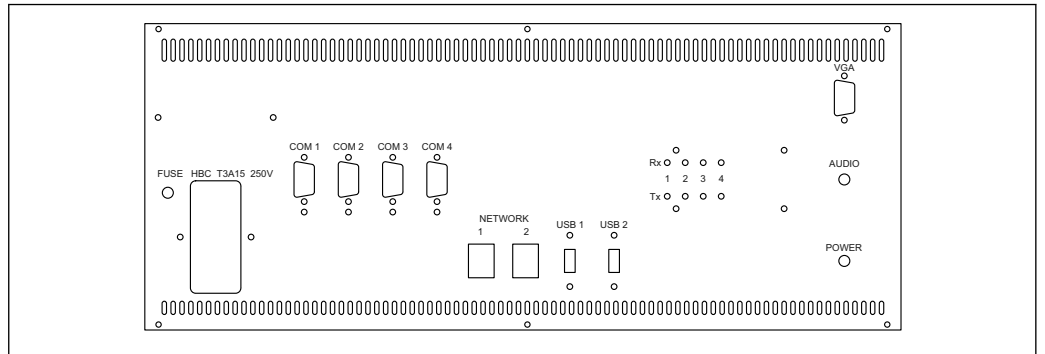 VGA
COM 1 COM 2 COM 3 COM 4
FUSE HBC T3A15 250V
Rx
1 2 3 4
Tx
AUDIO
NETWORK
1 2
USB 1 USB 2
POWER